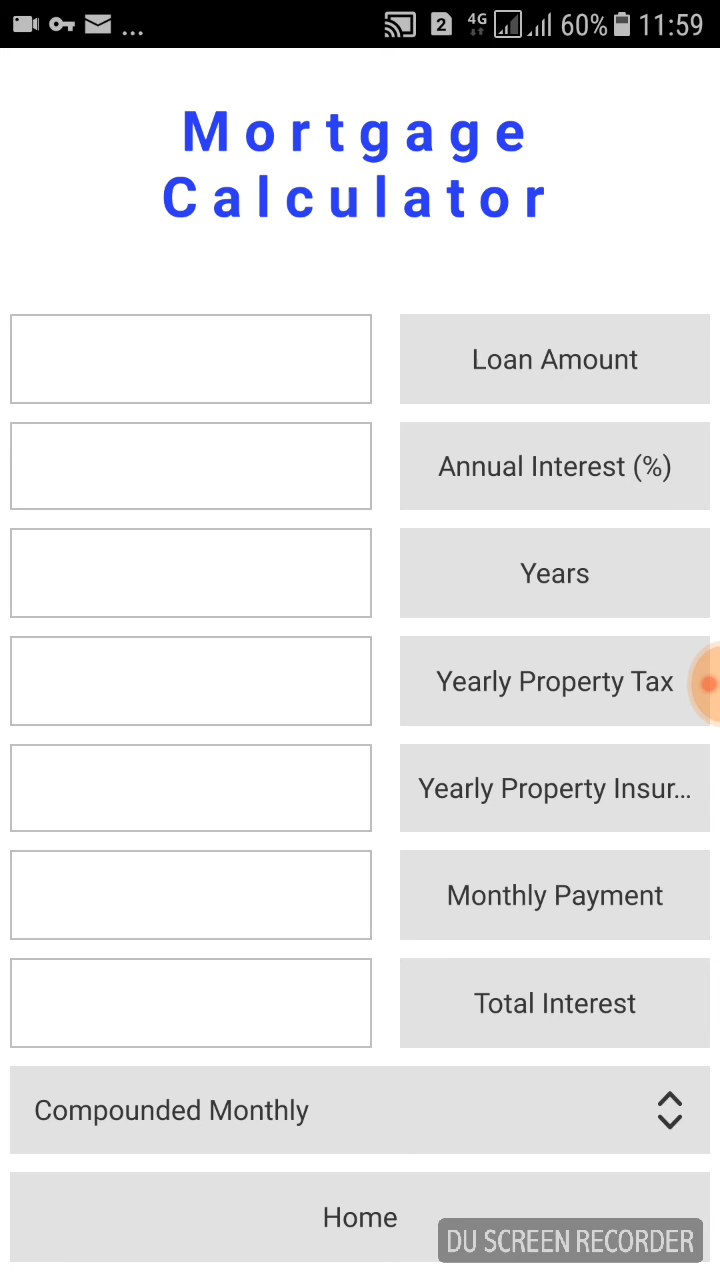 ... 2 4G 60% 11:59
Mortgage
Calculator
Loan Amount
Annual Interest (%)
Years
Yearly Property Tax
Yearly Property Insur...
Monthly Payment
Total Interest
Compounded Monthly
Home
DU SCREEN RECORDER